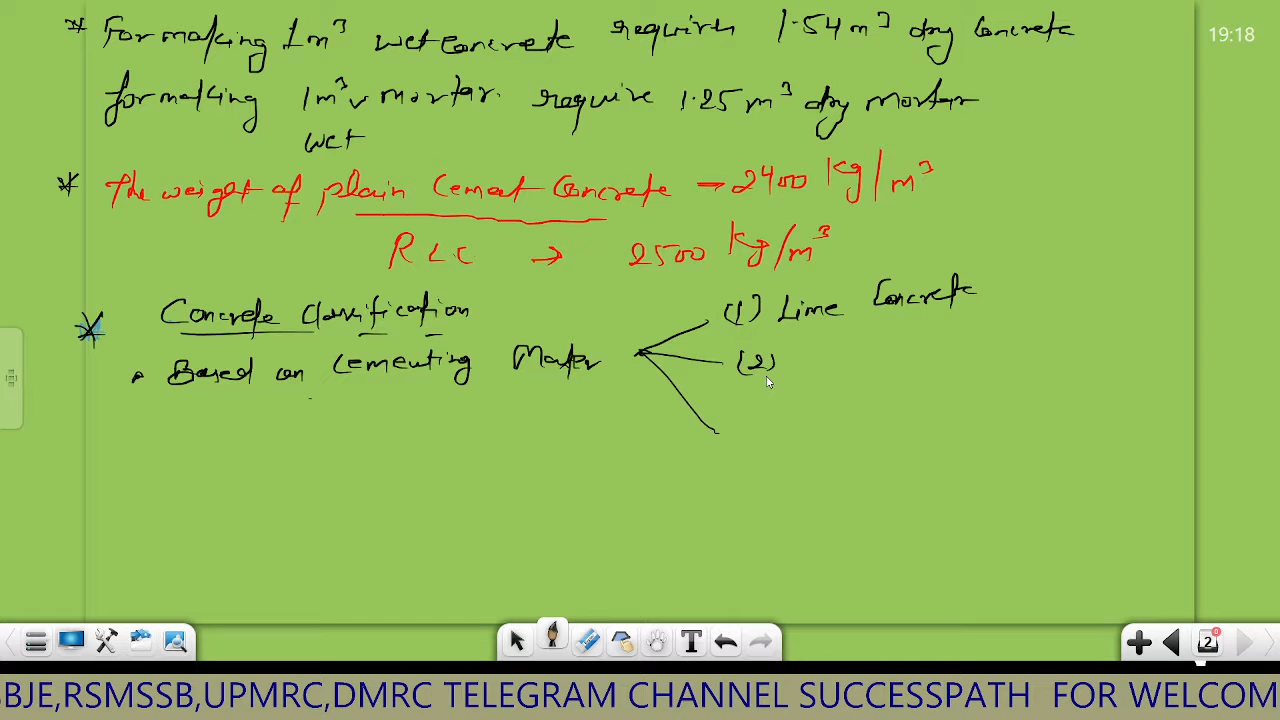 * For making 1m³ wet concrete requires 1.54 m³ dry concrete
19:18
for making 1m³ v mortar. require 1.25 m³ dry mortar
wet
* The weight of plain Cement Concrete → 2400 kg/m³
RCC → 2500 kg/m³
* Concrete Classification
(1) Lime Concrete
• Based on cementing Mater
(2)
T
2
BJE,RSMSSB,UPMRC,DMRC TELEGRAM CHANNEL SUCCESSPATH FOR WELCOM